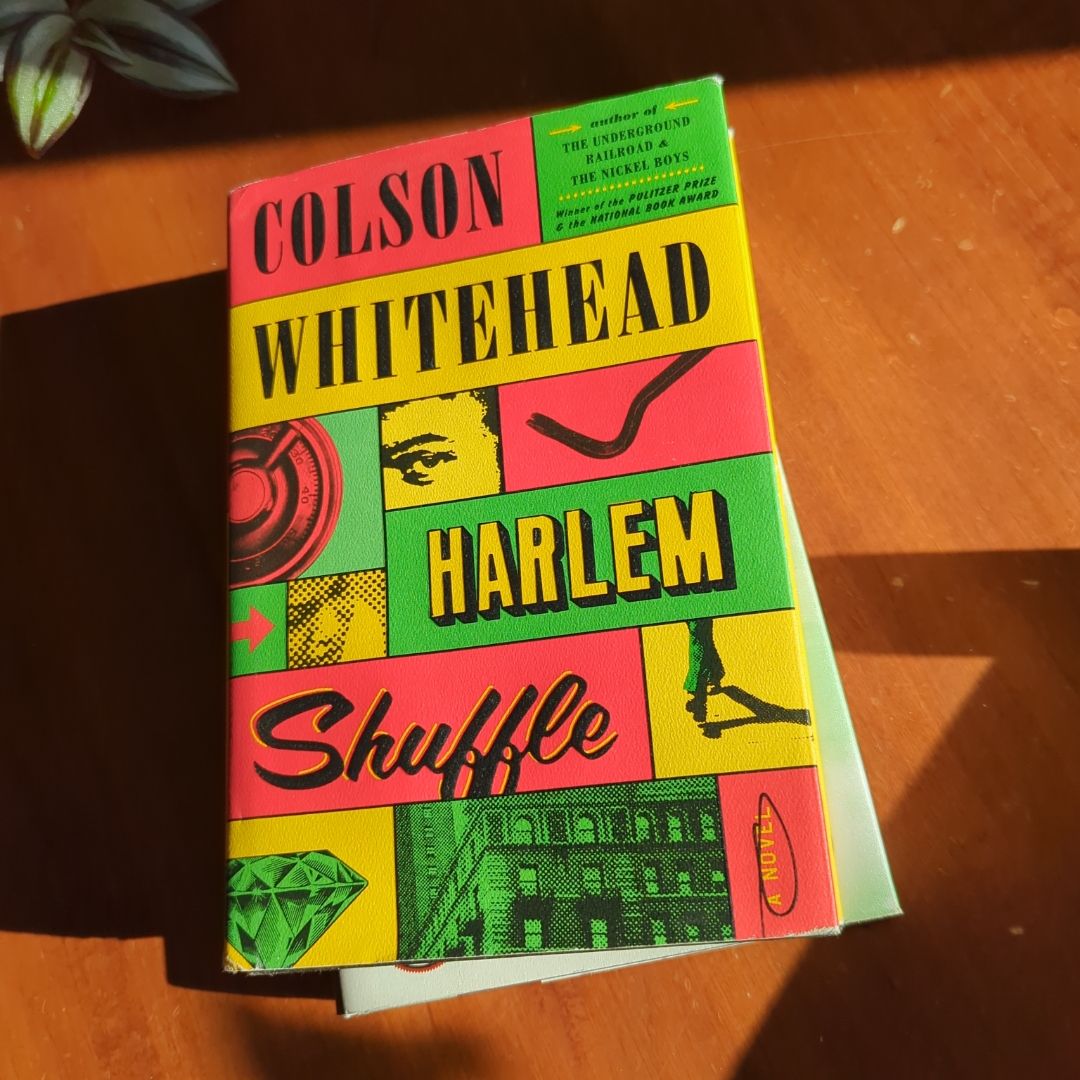 COLSON
author of
THE UNDERGROUND
RAILROAD &
THE NICKEL BOYS
Winner of the PULITZER PRIZE
& the NATIONAL BOOK AWARD
WHITEHEAD
40
HARLEM
Shuffle
A NOVEL